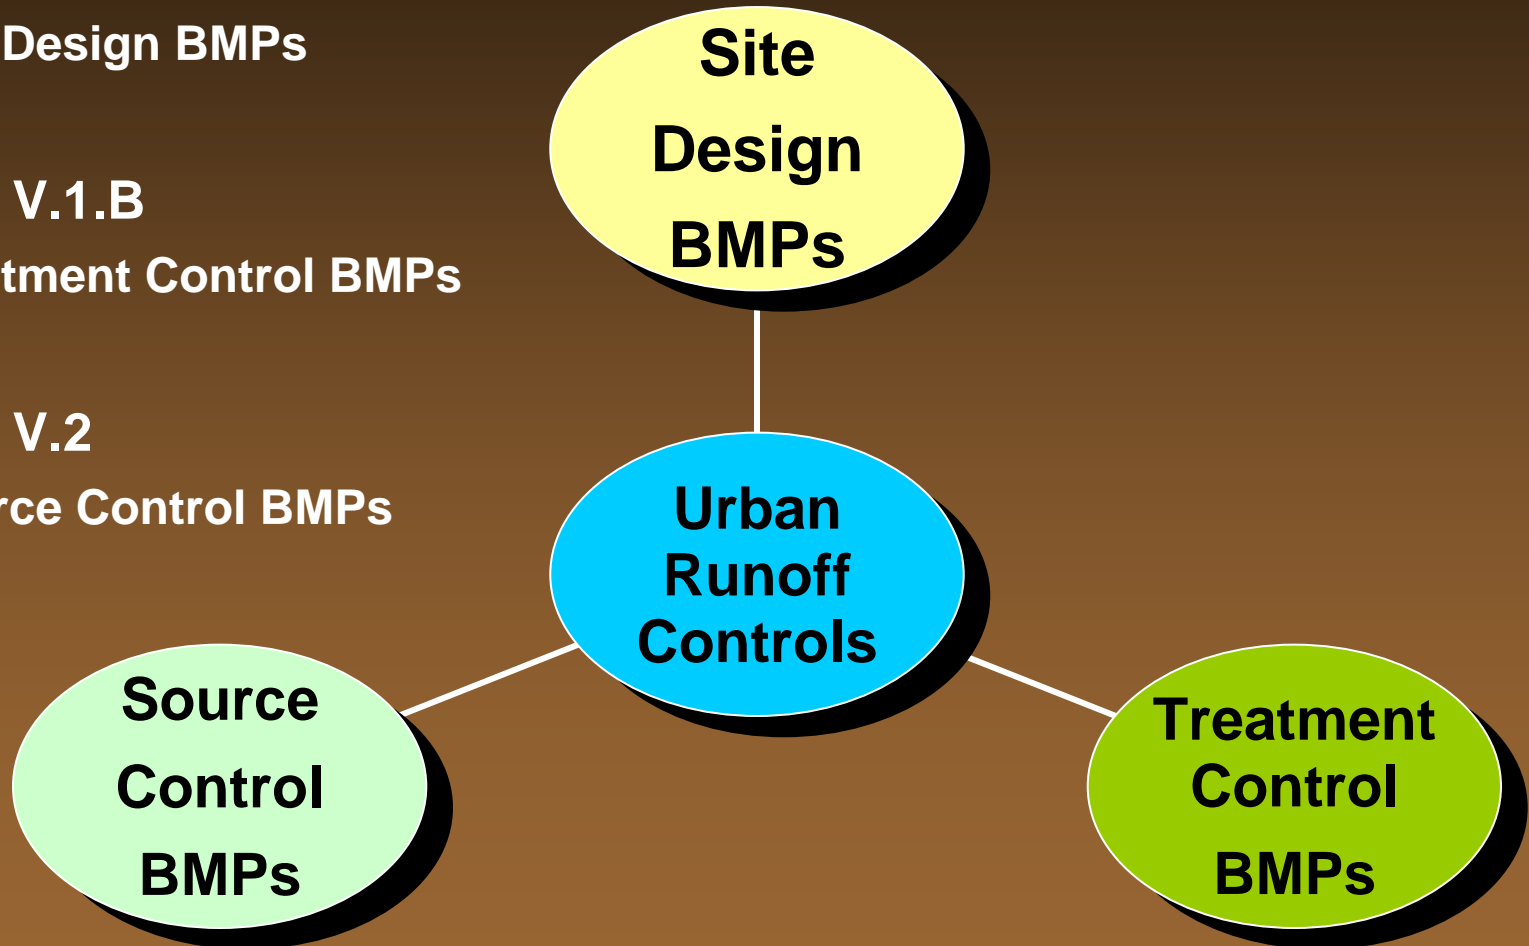 Design BMPs
V.1.B
tment Control BMPs
V.2
rce Control BMPs
Site
Design
BMPs
Urban
Runoff
Controls
Source
Control
BMPs
Treatment
Control
BMPs